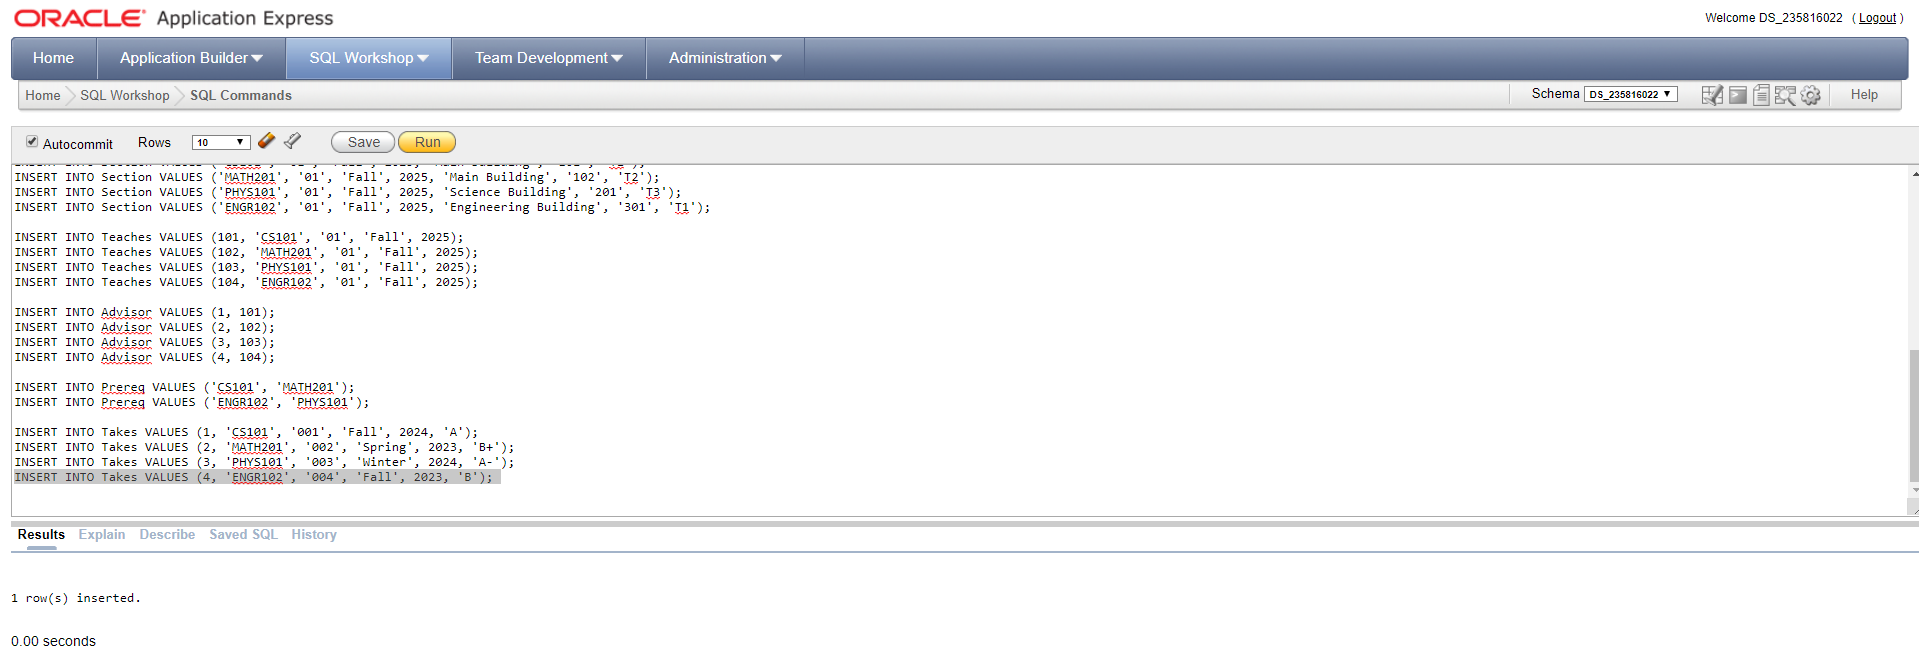 ORACLE Application Express
Welcome DS_235816022 ( Logout )
Home Application Builder SQL Workshop Team Development Administration
Home SQL Workshop SQL Commands Schema DS_235816022 Help
Autocommit Rows 10 Save Run
INSERT INTO Section VALUES ('MATH201', '01', 'Fall', 2025, 'Main Building', '102', 'T2');
INSERT INTO Section VALUES ('PHYS101', '01', 'Fall', 2025, 'Science Building', '201', 'T3');
INSERT INTO Section VALUES ('ENGR102', '01', 'Fall', 2025, 'Engineering Building', '301', 'T1');
INSERT INTO Teaches VALUES (101, 'CS101', '01', 'Fall', 2025);
INSERT INTO Teaches VALUES (102, 'MATH201', '01', 'Fall', 2025);
INSERT INTO Teaches VALUES (103, 'PHYS101', '01', 'Fall', 2025);
INSERT INTO Teaches VALUES (104, 'ENGR102', '01', 'Fall', 2025);
INSERT INTO Advisor VALUES (1, 101);
INSERT INTO Advisor VALUES (2, 102);
INSERT INTO Advisor VALUES (3, 103);
INSERT INTO Advisor VALUES (4, 104);
INSERT INTO Prereq VALUES ('CS101', 'MATH201');
INSERT INTO Prereq VALUES ('ENGR102', 'PHYS101');
INSERT INTO Takes VALUES (1, 'CS101', '001', 'Fall', 2024, 'A');
INSERT INTO Takes VALUES (2, 'MATH201', '002', 'Spring', 2023, 'B+');
INSERT INTO Takes VALUES (3, 'PHYS101', '003', 'Winter', 2024, 'A-');
INSERT INTO Takes VALUES (4, 'ENGR102', '004', 'Fall', 2023, 'B');
Results Explain Describe Saved SQL History
1 row(s) inserted.
0.00 seconds